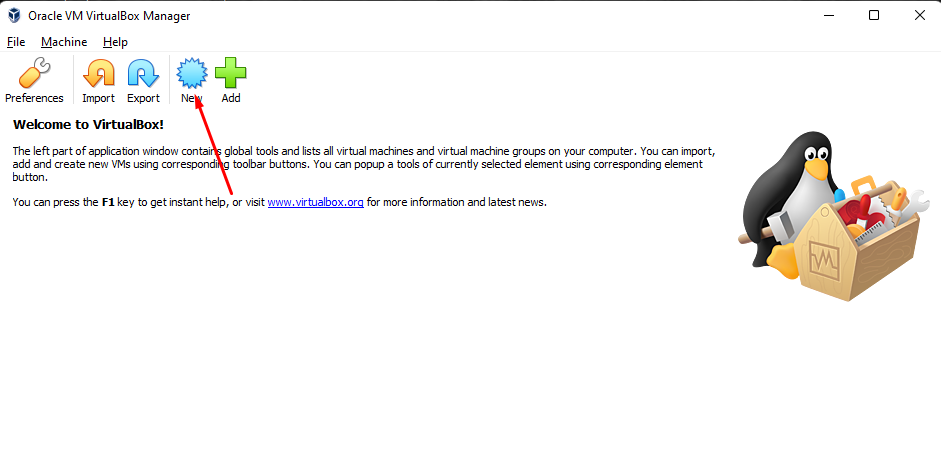 Oracle VM VirtualBox Manager
File Machine Help
Preferences Import Export New Add
Welcome to VirtualBox!
The left part of application window contains global tools and lists all virtual machines and virtual machine groups on your computer. You can import,
add and create new VMs using corresponding toolbar buttons. You can popup a tools of currently selected element using corresponding element
button.
You can press the F1 key to get instant help, or visit www.virtualbox.org for more information and latest news.